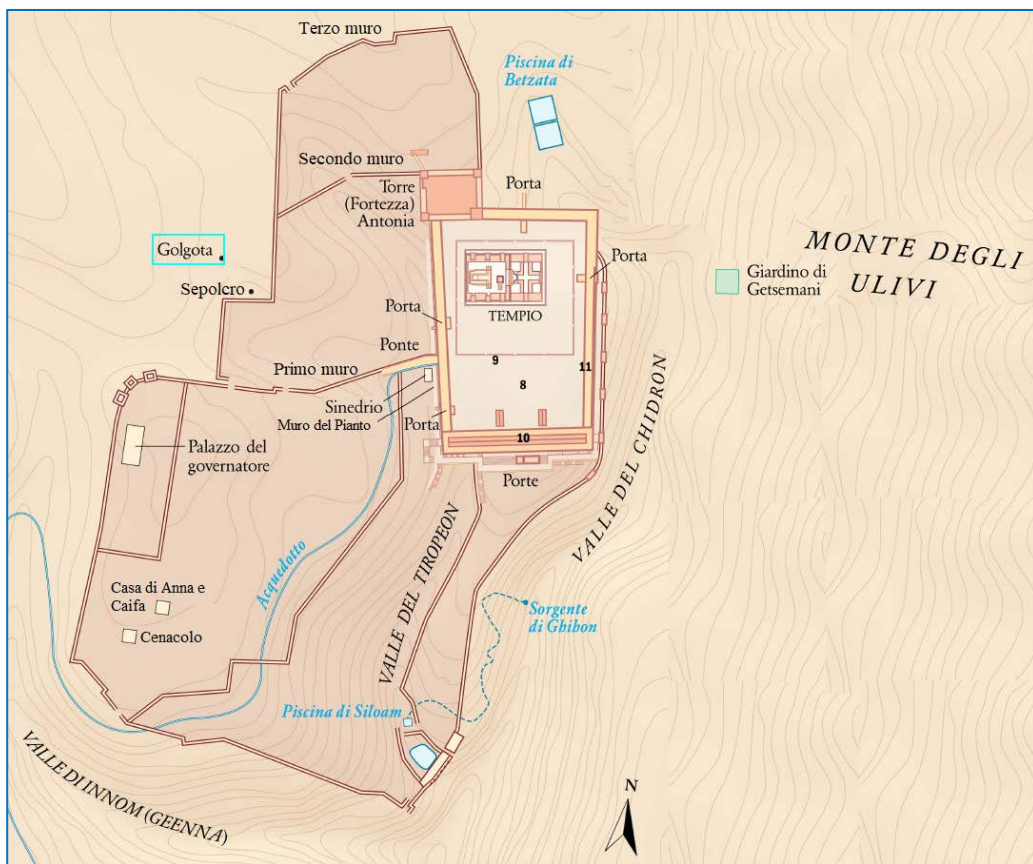 Terzo muro
Piscina di
Betzata
Secondo muro
Torre
(Fortezza)
Antonia
Porta
Golgota
Sepolcro
Porta
MONTE DEGLI
ULIVI
Giardino di
Getsemani
TEMPIO
Porta
Ponte
Primo muro
9
8
11
Sinedrio
Muro del Pianto
Porta
10
Palazzo del
governatore
Porte
VALLE DEL CHIDRON
VALLE DEL TIROPEON
Acquedotto
Casa di Anna e
Caifa
Cenacolo
Sorgente
di Ghihon
Piscina di Siloam
VALLE DI INNOM (GEENNA)
N